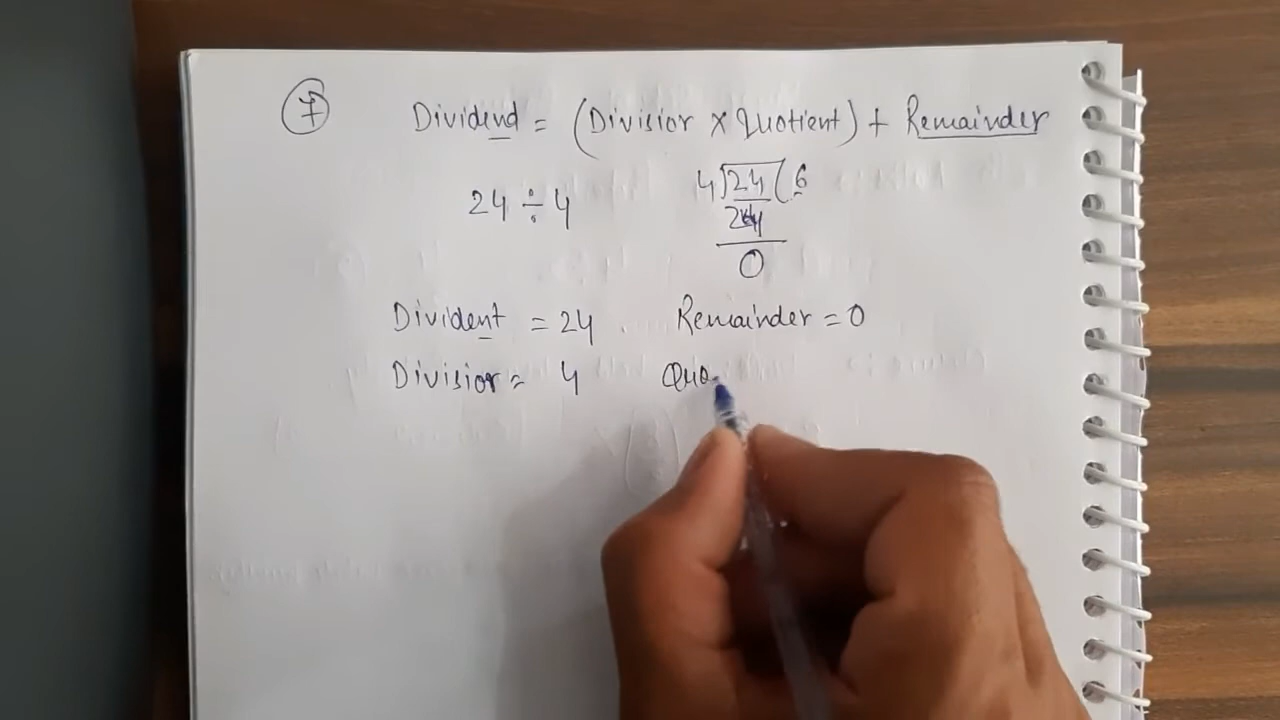 7 Dividend = (Divisior × Quotient) + Remainder
24 ÷ 4
4)24(6
24
0
Divident = 24 Remainder = 0
Divisior = 4 Quo